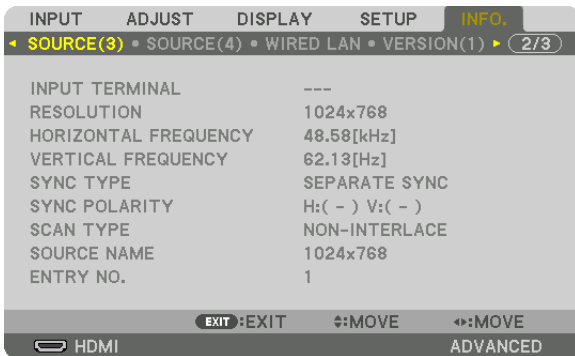 INPUT ADJUST DISPLAY SETUP INFO.
◄ SOURCE(3) • SOURCE(4) • WIRED LAN • VERSION(1) ► 2/3
INPUT TERMINAL ---
RESOLUTION 1024x768
HORIZONTAL FREQUENCY 48.58[kHz]
VERTICAL FREQUENCY 62.13[Hz]
SYNC TYPE SEPARATE SYNC
SYNC POLARITY H:( - ) V:( - )
SCAN TYPE NON-INTERLACE
SOURCE NAME 1024x768
ENTRY NO. 1
EXIT :EXIT :MOVE :MOVE
HDMI ADVANCED